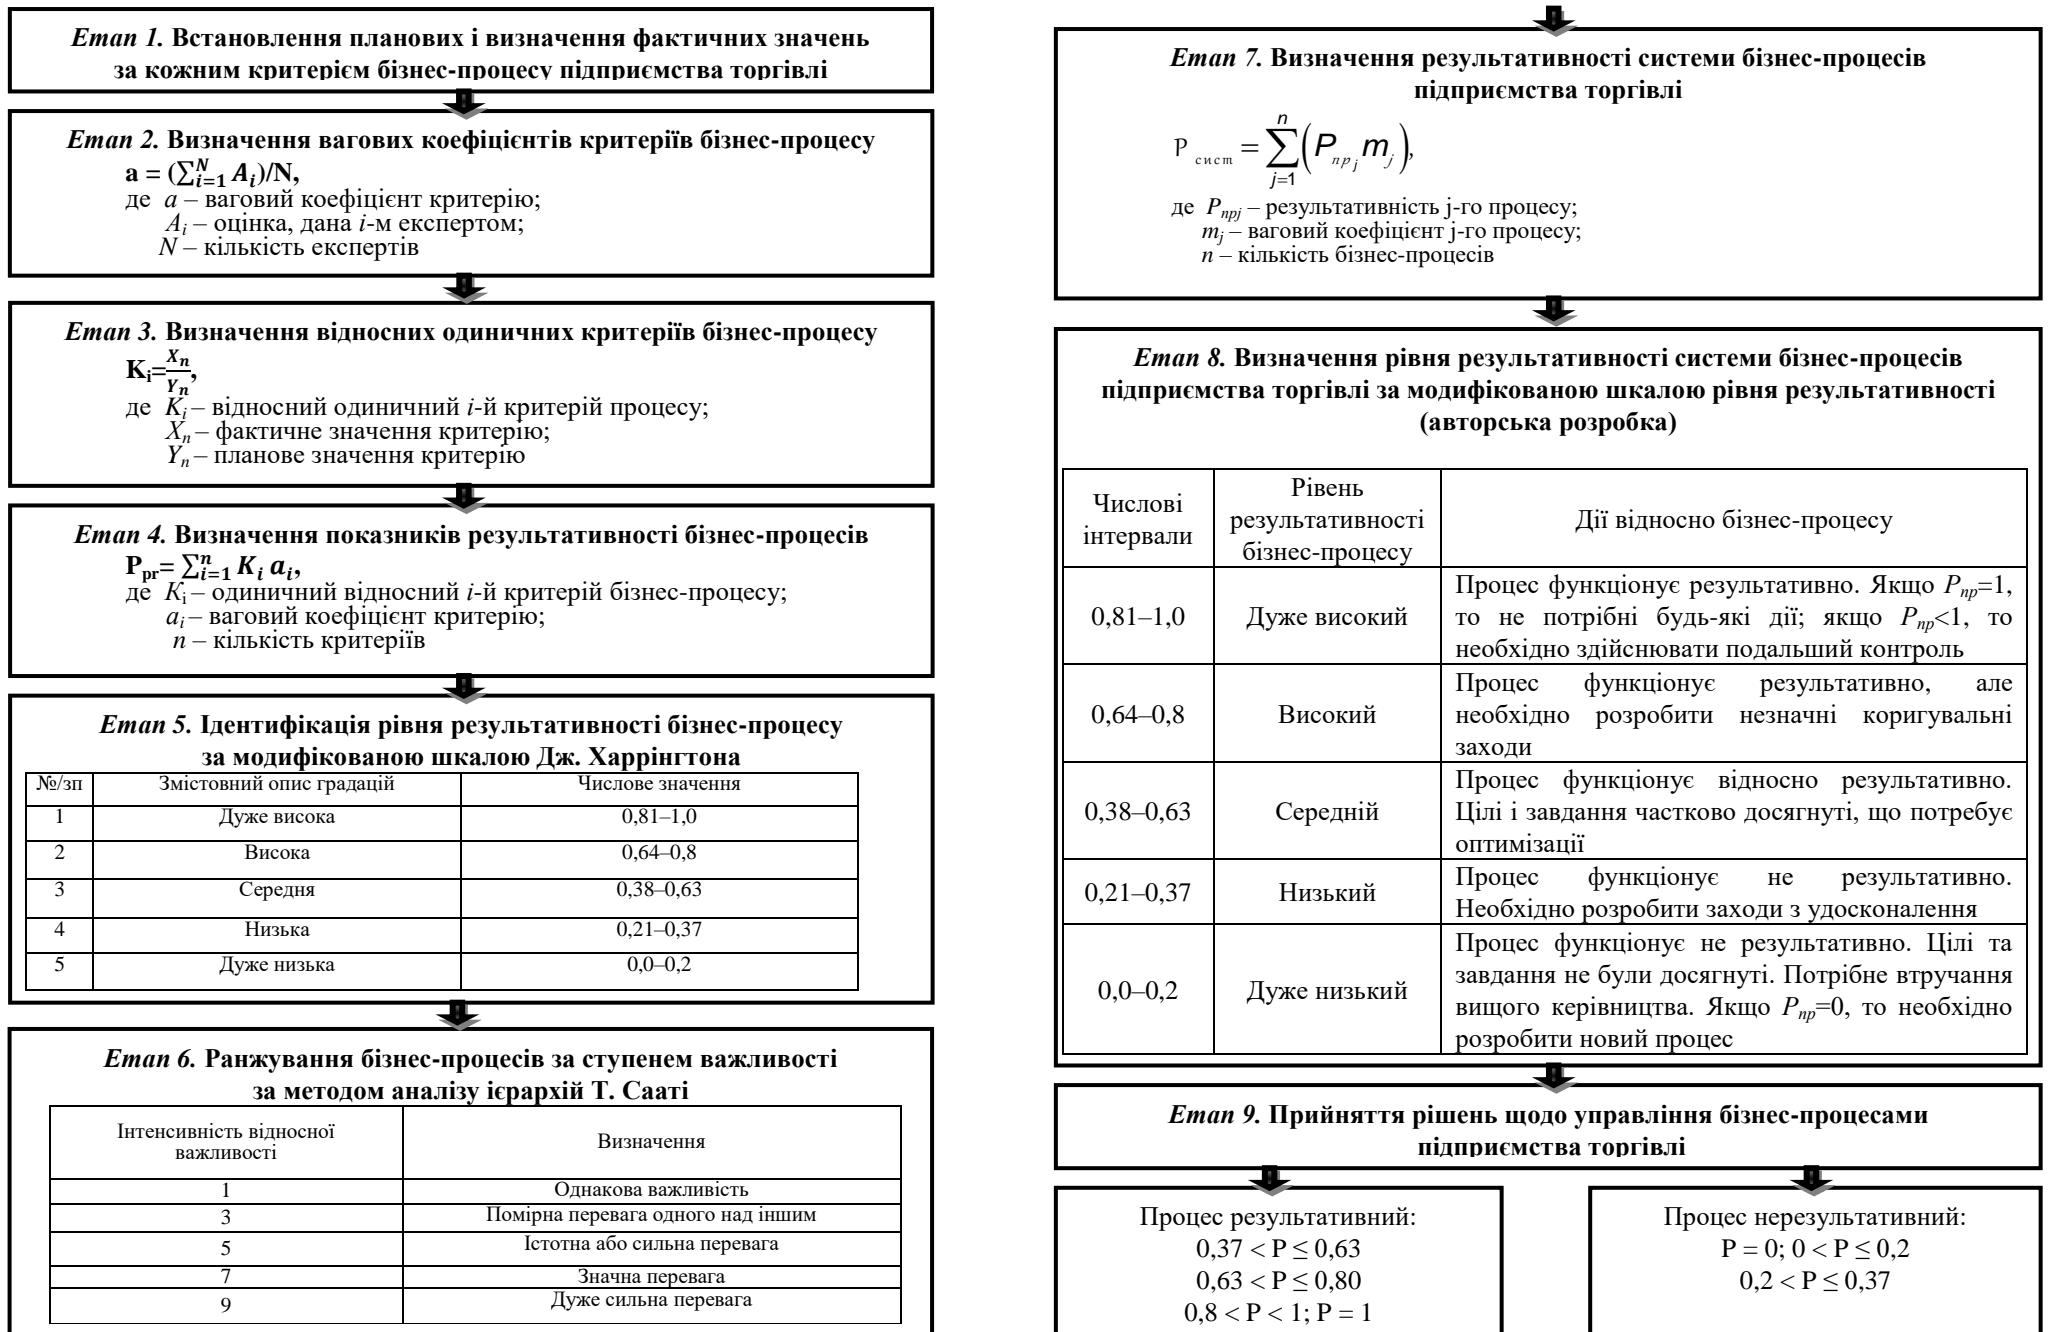 Етап 1. Встановлення планових і визначення фактичних значень
за кожним критерієм бізнес-процесу підприємства торгівлі
Етап 2. Визначення вагових коефіцієнтів критеріїв бізнес-процесу
a = (∑_{i=1}^{N} A_i)/N,
де a – ваговий коефіцієнт критерію;
A_i – оцінка, дана i-м експертом;
N – кількість експертів
Етап 3. Визначення відносних одиничних критеріїв бізнес-процесу
K_i=X_n/Y_n,
де K_i – відносний одиничний i-й критерій процесу;
X_n – фактичне значення критерію;
Y_n – планове значення критерію
Етап 4. Визначення показників результативності бізнес-процесів
P_pr= ∑_{i=1}^{n} K_i a_i,
де K_i – одиничний відносний i-й критерій бізнес-процесу;
a_i – ваговий коефіцієнт критерію;
n – кількість критеріїв
Етап 5. Ідентифікація рівня результативності бізнес-процесу
за модифікованою шкалою Дж. Харрінгтона
№/зп Змістовний опис градацій Числове значення
1 Дуже висока 0,81–1,0
2 Висока 0,64–0,8
3 Середня 0,38–0,63
4 Низька 0,21–0,37
5 Дуже низька 0,0–0,2
Етап 6. Ранжування бізнес-процесів за ступенем важливості
за методом аналізу ієрархій Т. Сааті
Інтенсивність відносної
важливості
Визначення
1 Однакова важливість
3 Помірна перевага одного над іншим
5 Істотна або сильна перевага
7 Значна перевага
9 Дуже сильна перевага
Етап 7. Визначення результативності системи бізнес-процесів
підприємства торгівлі
P_сист = ∑_{j=1}^{n}(P_{пр_j} m_j),
де P_прj – результативність j-го процесу;
m_j – ваговий коефіцієнт j-го процесу;
n – кількість бізнес-процесів
Етап 8. Визначення рівня результативності системи бізнес-процесів
підприємства торгівлі за модифікованою шкалою рівня результативності
(авторська розробка)
Числові
інтервали
Рівень
результативності
бізнес-процесу
Дії відносно бізнес-процесу
0,81–1,0
Дуже високий
Процес функціонує результативно. Якщо P_пр=1,
то не потрібні будь-які дії; якщо P_пр<1, то
необхідно здійснювати подальший контроль
0,64–0,8
Високий
Процес функціонує результативно, але
необхідно розробити незначні коригувальні
заходи
0,38–0,63
Середній
Процес функціонує відносно результативно.
Цілі і завдання частково досягнуті, що потребує
оптимізації
0,21–0,37
Низький
Процес функціонує не результативно.
Необхідно розробити заходи з удосконалення
0,0–0,2
Дуже низький
Процес функціонує не результативно. Цілі та
завдання не були досягнуті. Потрібне втручання
вищого керівництва. Якщо P_пр=0, то необхідно
розробити новий процес
Етап 9. Прийняття рішень щодо управління бізнес-процесами
підприємства торгівлі
Процес результативний:
0,37 < P ≤ 0,63
0,63 < P ≤ 0,80
0,8 < P < 1; P = 1
Процес нерезультативний:
P = 0; 0 < P ≤ 0,2
0,2 < P ≤ 0,37